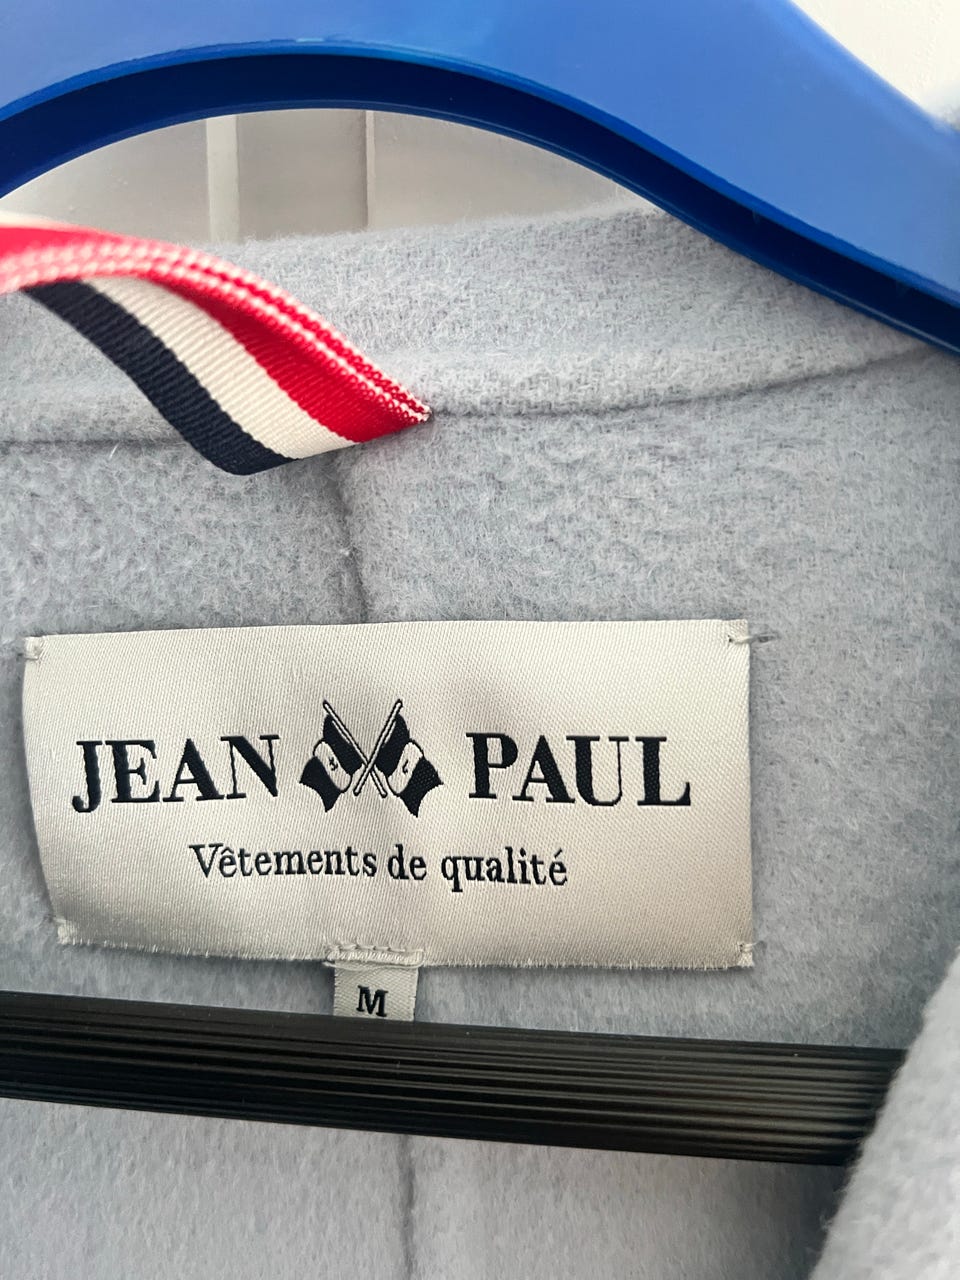 JEAN PAUL
Vêtements de qualité
M